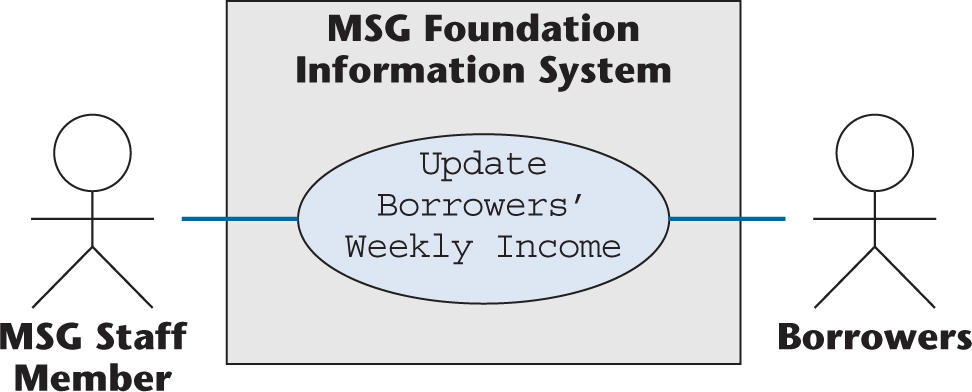 MSG Foundation
Information System
Update
Borrowers’
Weekly Income
MSG Staff
Member
Borrowers